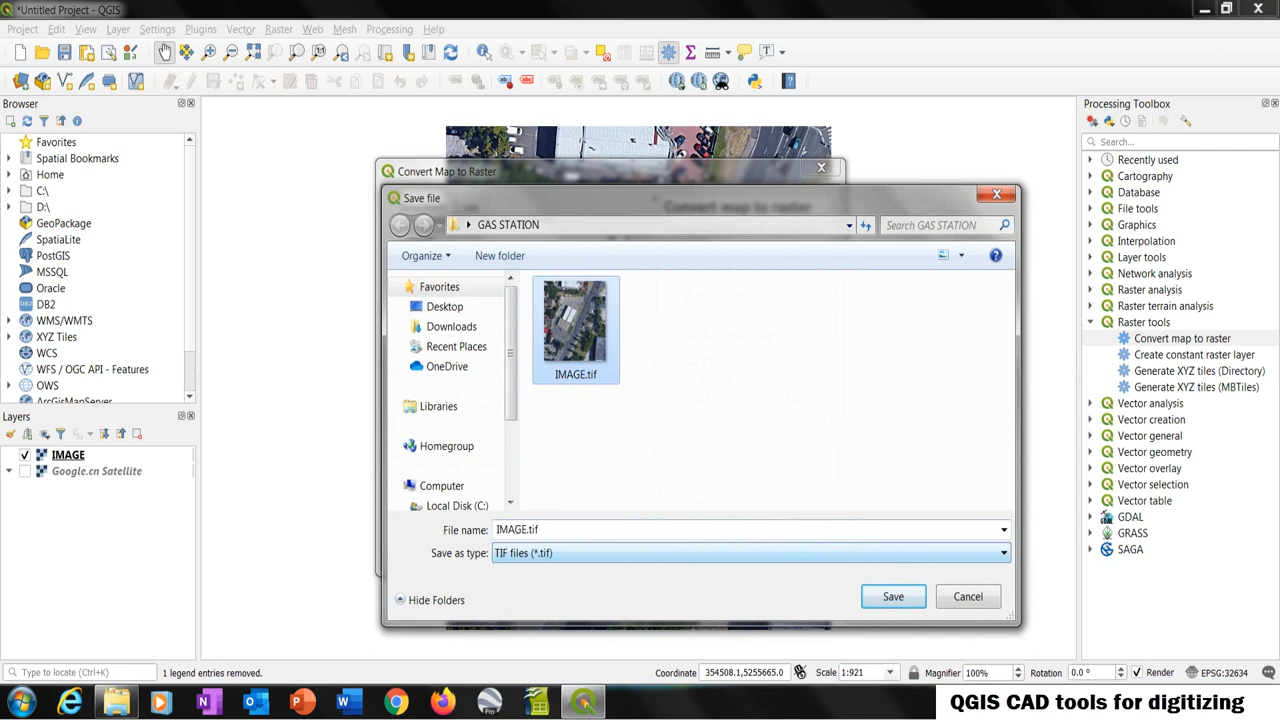 *Untitled Project - QGIS
Project Edit View Layer Settings Plugins Vector Raster Database Web Mesh Processing Help
Browser
Processing Toolbox
Favorites
Spatial Bookmarks
Home
C:\
D:\
GeoPackage
SpatiaLite
PostGIS
MSSQL
Oracle
DB2
WMS/WMTS
XYZ Tiles
WCS
WFS / OGC API - Features
OWS
ArcGisMapServer
Layers
IMAGE
Google.cn Satellite
Convert Map to Raster
Convert map to raster
Save file
GAS STATION
Search GAS STATION
Organize
New folder
Favorites
Desktop
Downloads
Recent Places
OneDrive
Libraries
Homegroup
Computer
Local Disk (C:)
IMAGE.tif
File name: IMAGE.tif
Save as type: TIF files (*.tif)
Hide Folders
Save
Cancel
Search...
Recently used
Cartography
Database
File tools
Graphics
Interpolation
Layer tools
Network analysis
Raster analysis
Raster terrain analysis
Raster tools
Convert map to raster
Create constant raster layer
Generate XYZ tiles (Directory)
Generate XYZ tiles (MBTiles)
Vector analysis
Vector creation
Vector general
Vector geometry
Vector overlay
Vector selection
Vector table
GDAL
GRASS
SAGA
Type to locate (Ctrl+K)
1 legend entries removed.
Coordinate 354508.1,5255665.0
Scale 1:921
Magnifier 100%
Rotation 0.0 °
Render
EPSG:32634
Pro
QGIS CAD tools for digitizing